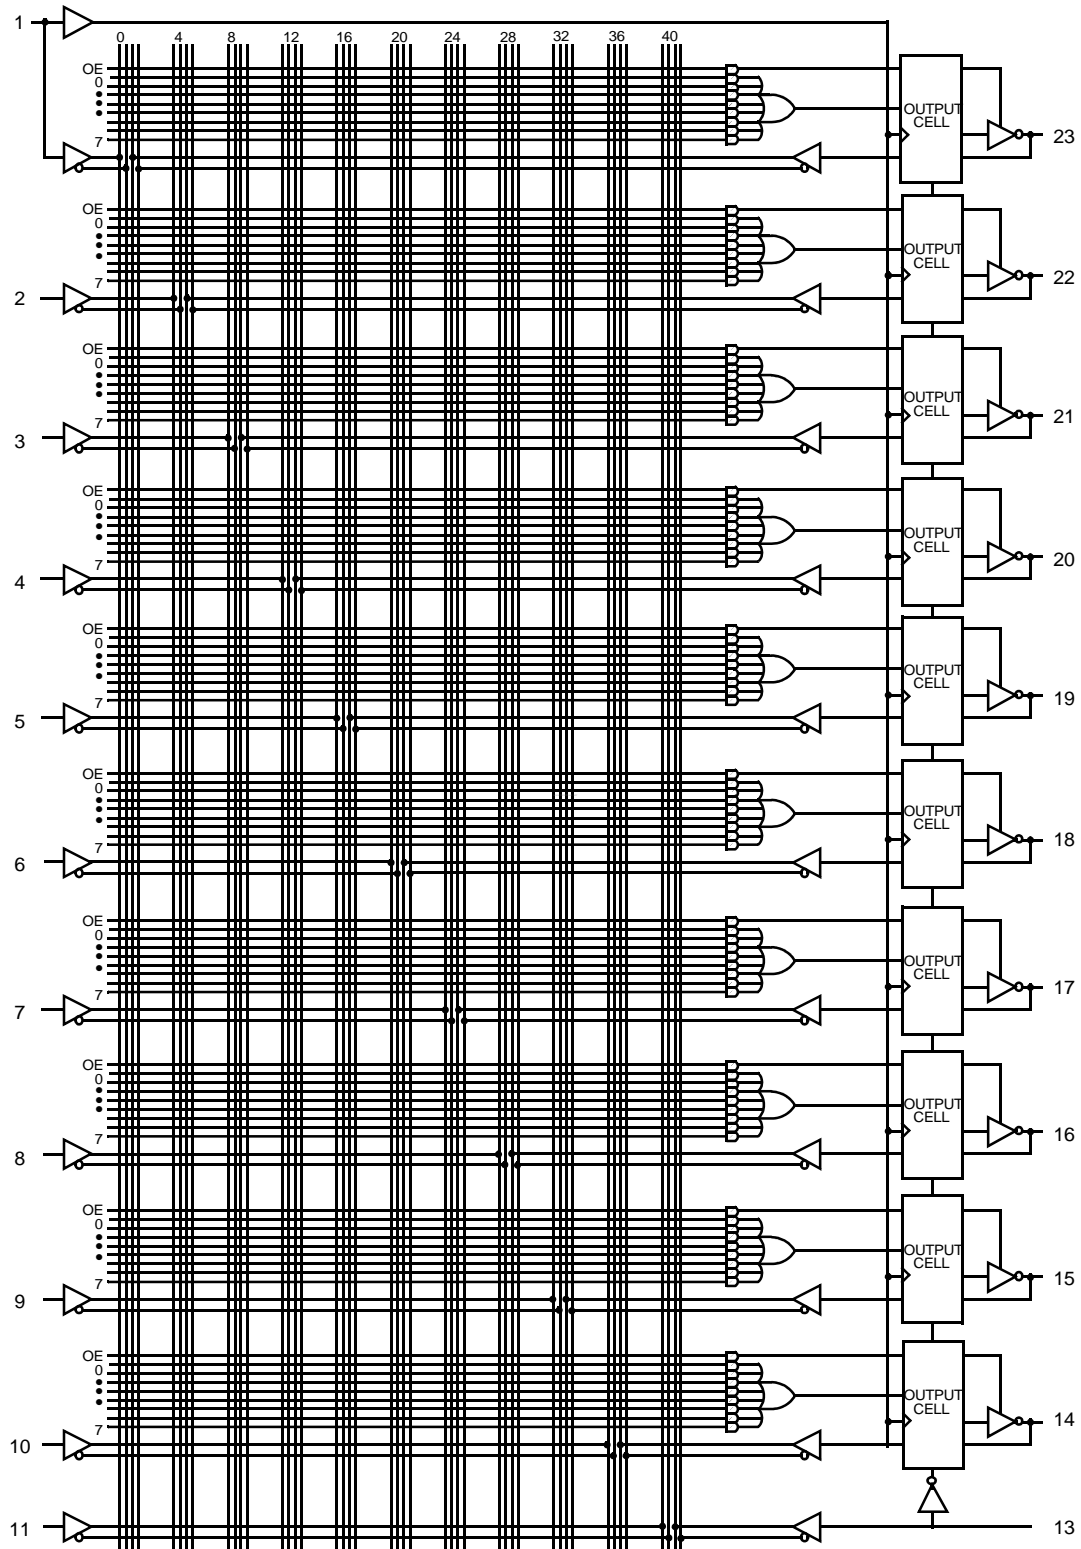 1
0 4 8 12 16 20 24 28 32 36 40
OE
0
7
OUTPUT
CELL
23
OE
0
7
OUTPUT
CELL
2
22
OE
0
7
OUTPUT
CELL
3
21
OE
0
7
OUTPUT
CELL
4
20
OE
0
7
OUTPUT
CELL
5
19
OE
0
7
OUTPUT
CELL
6
18
OE
0
7
OUTPUT
CELL
7
17
OE
0
7
OUTPUT
CELL
8
16
OE
0
7
OUTPUT
CELL
9
15
OE
0
7
OUTPUT
CELL
10
14
11
13